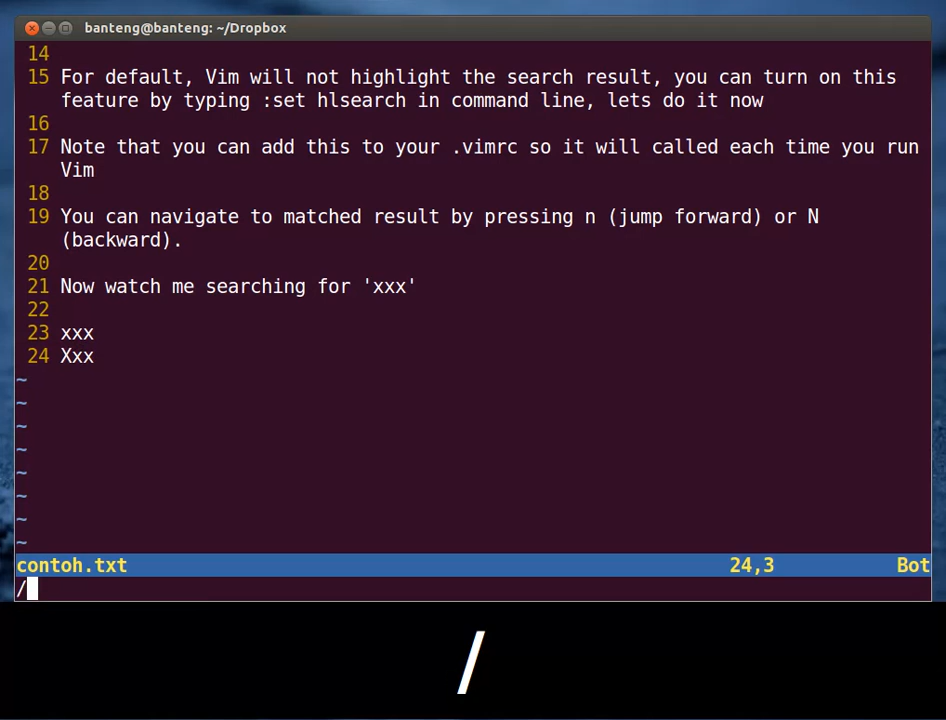 banteng@banteng: ~/Dropbox
14
15 For default, Vim will not highlight the search result, you can turn on this
feature by typing :set hlsearch in command line, lets do it now
16
17 Note that you can add this to your .vimrc so it will called each time you run
Vim
18
19 You can navigate to matched result by pressing n (jump forward) or N
(backward).
20
21 Now watch me searching for 'xxx'
22
23 xxx
24 Xxx
~
~
~
~
~
~
~
~
contoh.txt 24,3 Bot
/
/